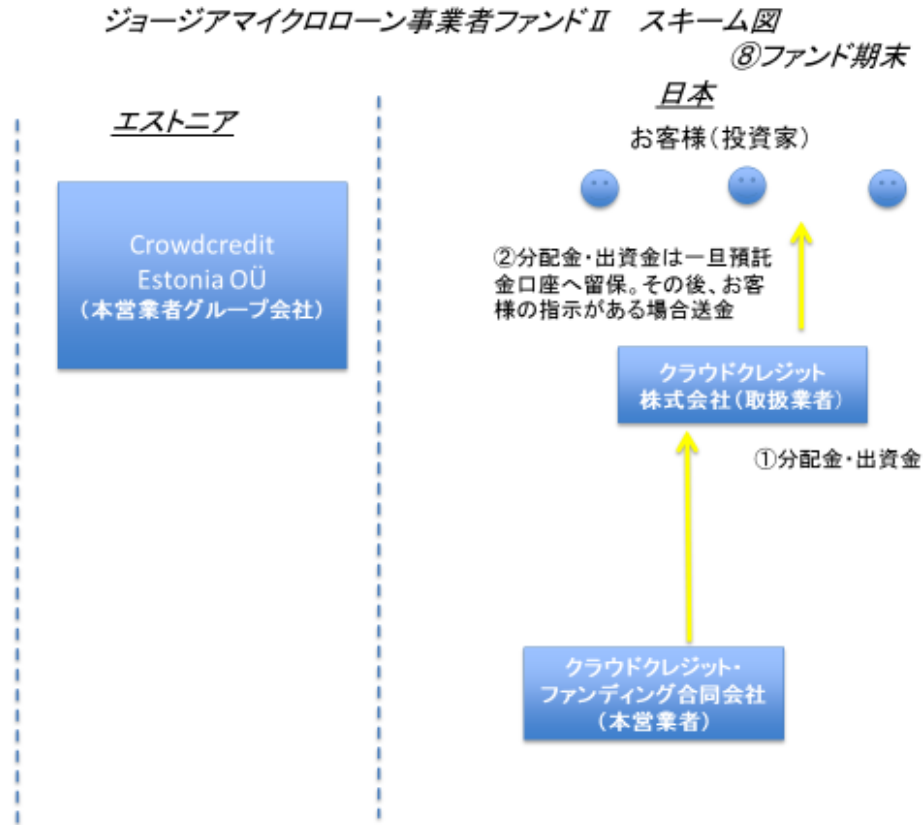 ジョージアマイクロローン事業者ファンドⅡ　スキーム図
⑧ファンド期末
エストニア
日本
お客様（投資家）
Crowdcredit
Estonia OÜ
（本営業者グループ会社）
②分配金・出資金は一旦預託
金口座へ留保。その後、お客
様の指示がある場合送金
クラウドクレジット
株式会社（取扱業者）
①分配金・出資金
クラウドクレジット・
ファンディング合同会社
（本営業者）